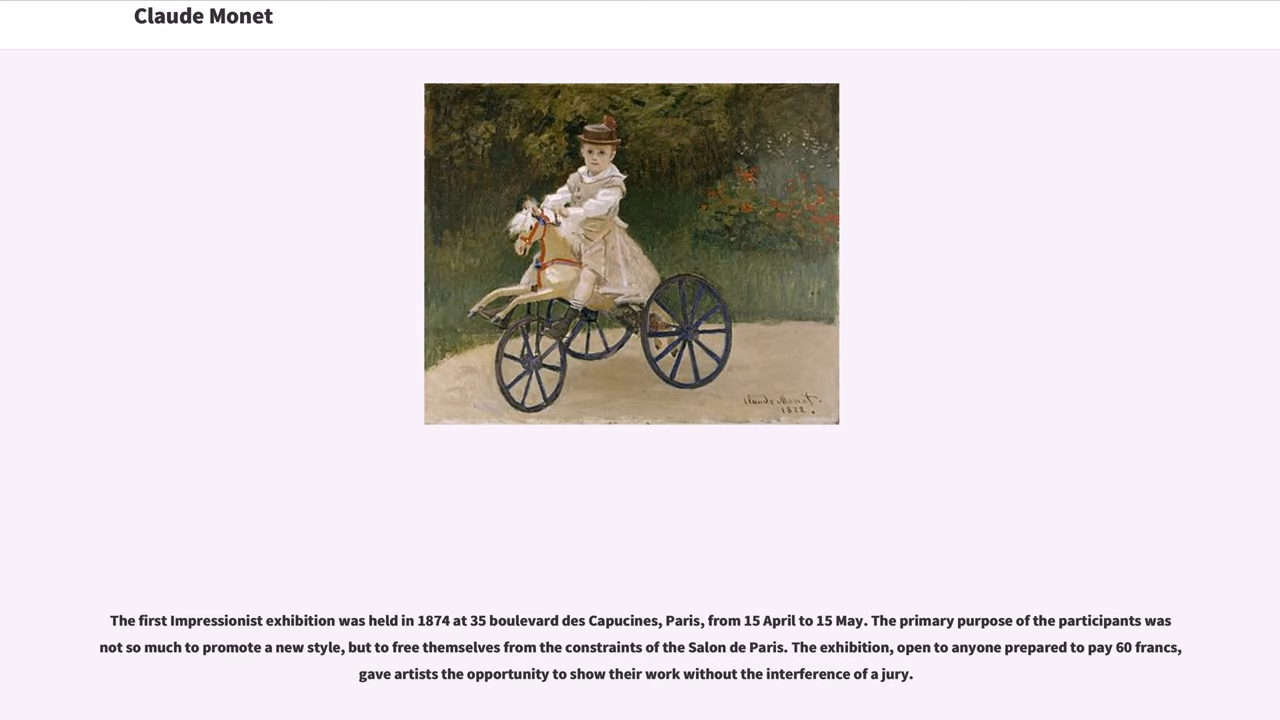 Claude Monet
Claude Monet.
1872.
The first Impressionist exhibition was held in 1874 at 35 boulevard des Capucines, Paris, from 15 April to 15 May. The primary purpose of the participants was
not so much to promote a new style, but to free themselves from the constraints of the Salon de Paris. The exhibition, open to anyone prepared to pay 60 francs,
gave artists the opportunity to show their work without the interference of a jury.